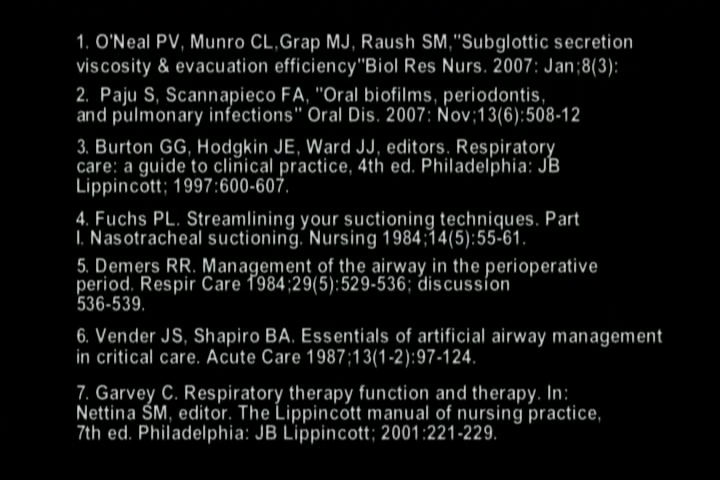 1. O'Neal PV, Munro CL,Grap MJ, Raush SM,"Subglottic secretion
viscosity & evacuation efficiency"Biol Res Nurs. 2007: Jan;8(3):
2. Paju S, Scannapieco FA, "Oral biofilms, periodontis,
and pulmonary infections" Oral Dis. 2007: Nov;13(6):508-12
3. Burton GG, Hodgkin JE, Ward JJ, editors. Respiratory
care: a guide to clinical practice, 4th ed. Philadelphia: JB
Lippincott; 1997:600-607.
4. Fuchs PL. Streamlining your suctioning techniques. Part
I. Nasotracheal suctioning. Nursing 1984;14(5):55-61.
5. Demers RR. Management of the airway in the perioperative
period. Respir Care 1984;29(5):529-536; discussion
536-539.
6. Vender JS, Shapiro BA. Essentials of artificial airway management
in critical care. Acute Care 1987;13(1-2):97-124.
7. Garvey C. Respiratory therapy function and therapy. In:
Nettina SM, editor. The Lippincott manual of nursing practice,
7th ed. Philadelphia: JB Lippincott; 2001:221-229.